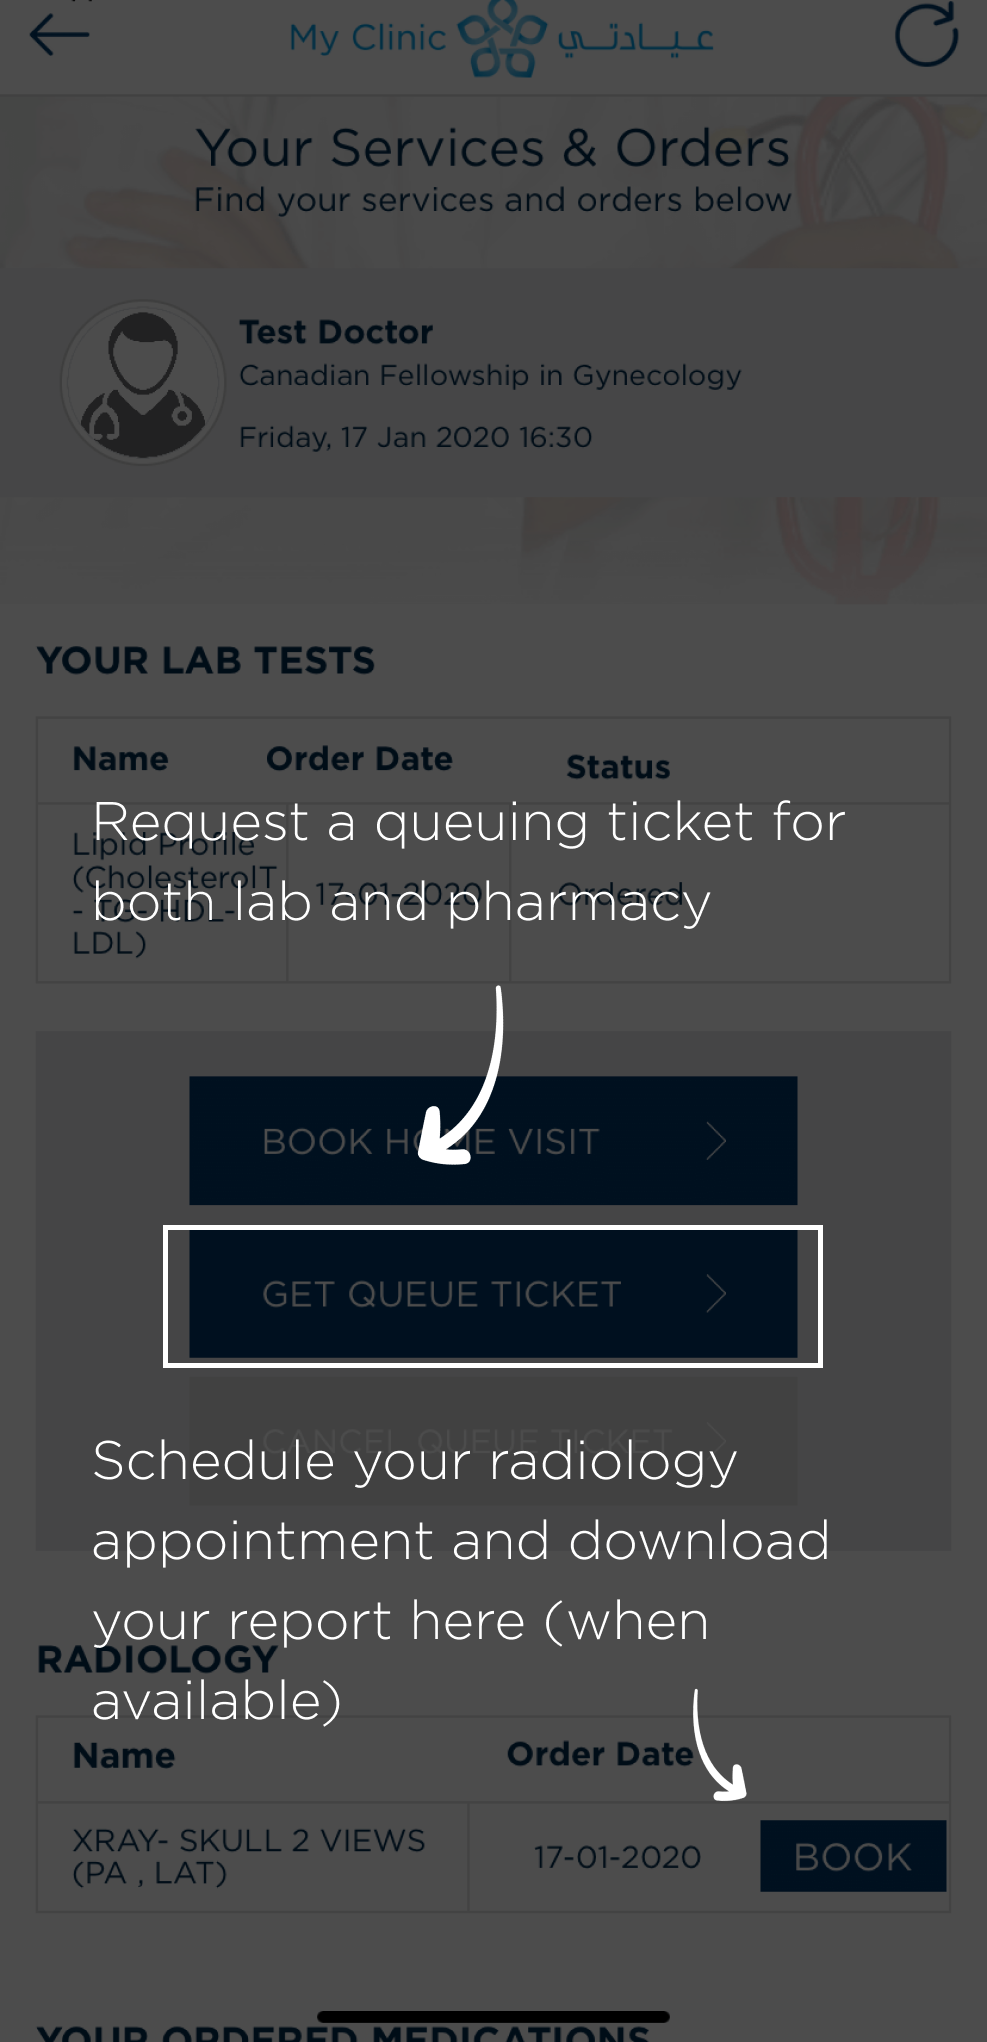 My Clinic عيادتي
Your Services & Orders
Find your services and orders below
Test Doctor
Canadian Fellowship in Gynecology
Friday, 17 Jan 2020 16:30
YOUR LAB TESTS
Name Order Date Status
Request a queuing ticket for
both lab and pharmacy
Lipid Profile
(CholesterolT
- TG- HDL-
LDL)
17-01-2020
Ordered
BOOK HOME VISIT
GET QUEUE TICKET
CANCEL QUEUE TICKET
Schedule your radiology
appointment and download
your report here (when
available)
RADIOLOGY
Name Order Date
XRAY- SKULL 2 VIEWS
(PA , LAT)
17-01-2020
BOOK
YOUR ORDERED MEDICATIONS